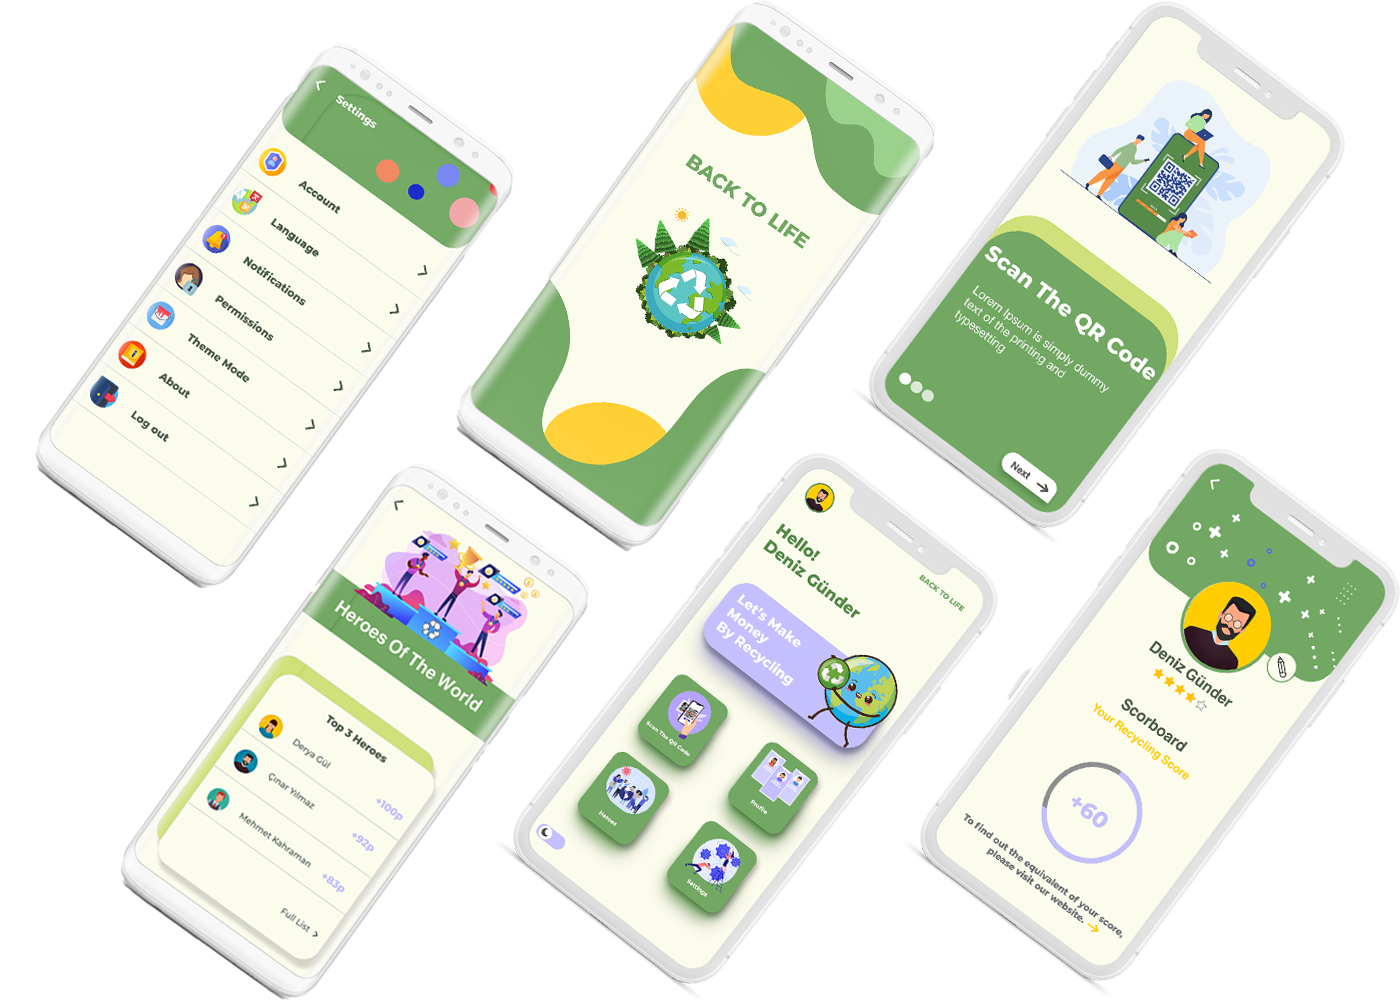 Settings
Account
Language
Notifications
Permissions
Theme Mode
About
Log out
BACK TO LIFE
Scan The QR Code
Lorem Ipsum is simply dummy
text of the printing and
typesetting
Next
Heroes Of The World
Top 3 Heroes
Derya Gül
+100p
Çınar Yılmaz
+92p
Mehmet Kahraman
+83p
Full List >
Hello!
Deniz Günder
BACK TO LIFE
Let's Make
Money
By Recycling
Scan The QR Code
Profile
Heroes
Settings
Deniz Günder
Scorboard
Your Recycling Score
+60
To find out the equivalent of your score,
please visit our website.